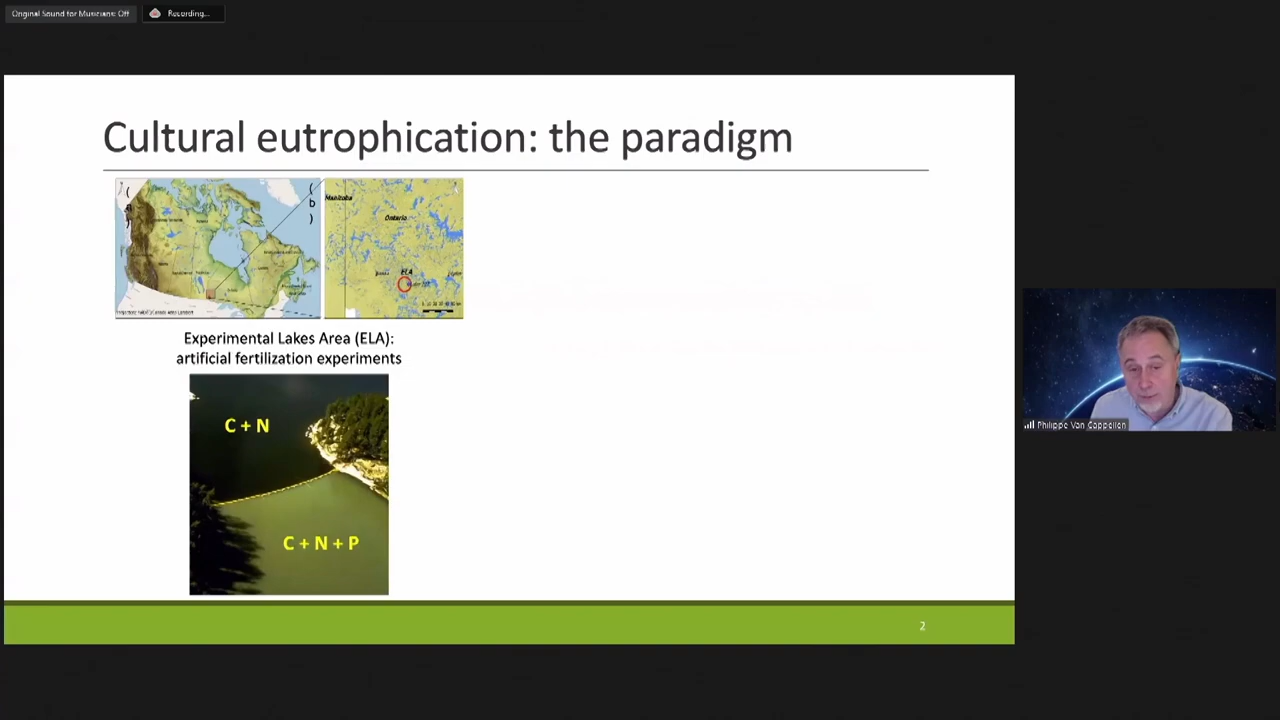 Original Sound for Musicians: Off
Recording...
Cultural eutrophication: the paradigm
( b )
Manitoba
Ontario
ELA
Experimental Lakes Area (ELA):
artificial fertilization experiments
C + N
C + N + P
2
Philippe Van Cappellen